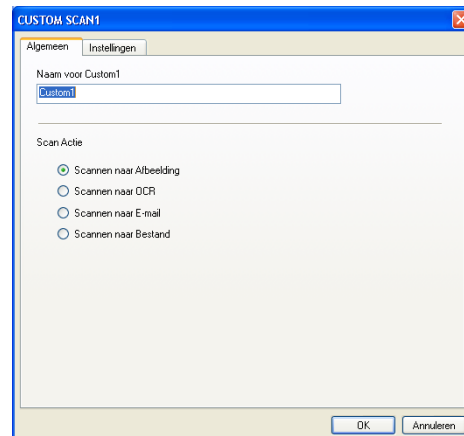 CUSTOM SCAN1
Algemeen Instellingen
Naam voor Custom1
Custom1
Scan Actie
Scannen naar Afbeelding
Scannen naar OCR
Scannen naar E-mail
Scannen naar Bestand
OK Annuleren